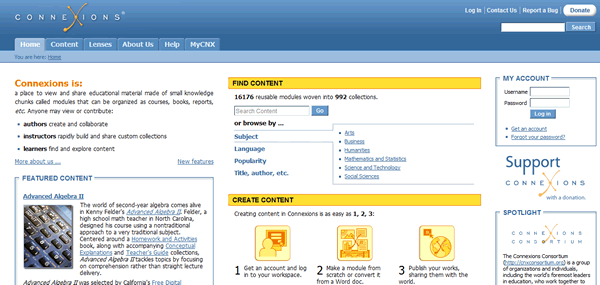 CONNEXIONS
Log In | Contact Us | Report a Bug | Donate
Search
Home Content Lenses About Us Help MyCNX
You are here: Home
Connexions is:
a place to view and share educational material made of small knowledge
chunks called modules that can be organized as courses, books, reports,
etc. Anyone may view or contribute:
authors create and collaborate
instructors rapidly build and share custom collections
learners find and explore content
More about us ...
View features
FEATURED CONTENT
Advanced Algebra II
The world of second-year algebra comes alive
in Kenny Felder's Advanced Algebra II. Felder, a
high school math teacher in North Carolina,
designed his course using a nontraditional
approach to a very traditional subject.
Centered around a Homework and Activities
book, along with accompanying Conceptual
Explanations and Teacher's Guide collections,
Advanced Algebra II tackles topics by focusing
on comprehension rather than straight lecture
delivery.
Advanced Algebra II was selected by California's Free Digital
FIND CONTENT
16176 reusable modules woven into 992 collections.
Search Content
Go
or browse by ...
Subject
Language
Popularity
Title, author, etc.
Arts
Business
Humanities
Mathematics and Statistics
Science and Technology
Social Sciences
CREATE CONTENT
Creating content in Connexions is as easy as 1, 2, 3:
1 Get an account and log
in to your workspace.
2 Make a module from
scratch or convert it
from a Word doc.
3 Publish your works,
sharing them with the
world.
MY ACCOUNT
Username
Password
Log in
Get an account
Forgot your password?
Support
CONNEXIONS
with a donation.
SPOTLIGHT
CONNEXIONS
CONSORTIUM
The Connexions Consortium
(http://cnxconsortium.org) is a
group of organizations and
individuals, including the
world's foremost leaders in
education, who work together to